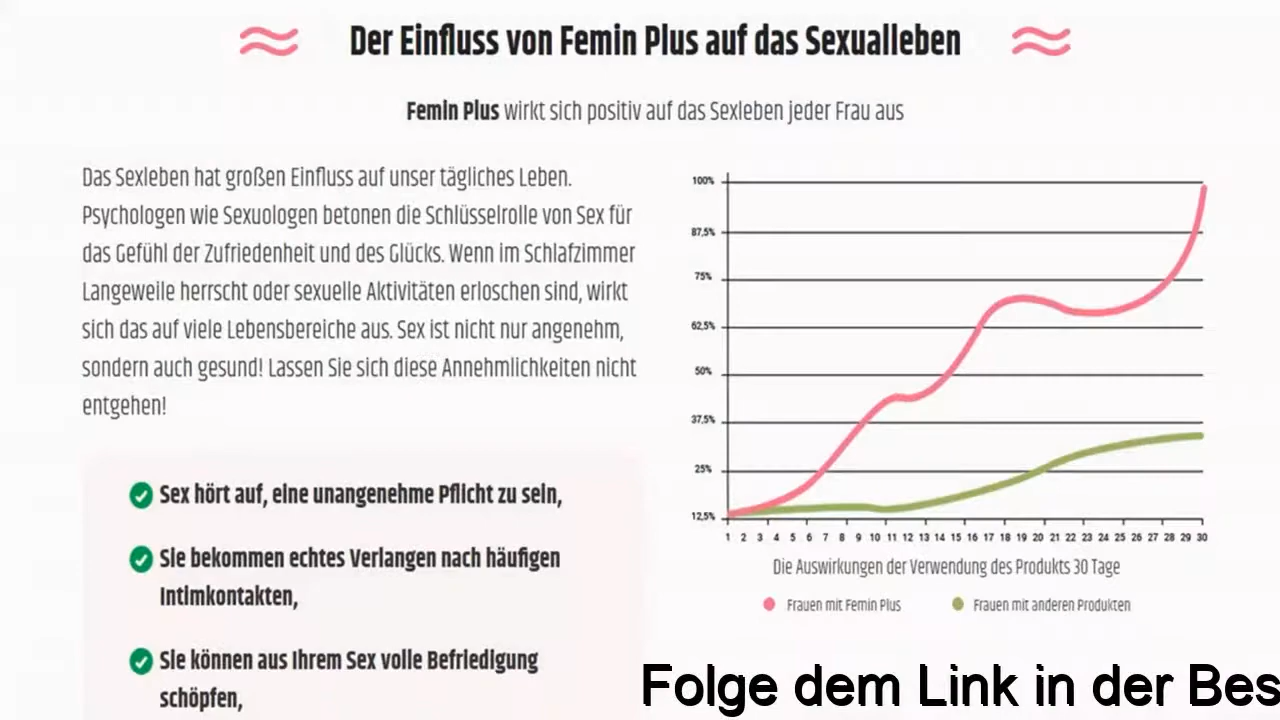 Der Einfluss von Femin Plus auf das Sexualleben
Femin Plus wirkt sich positiv auf das Sexleben jeder Frau aus
Das Sexleben hat großen Einfluss auf unser tägliches Leben.
Psychologen wie Sexuologen betonen die Schlüsselrolle von Sex für
das Gefühl der Zufriedenheit und des Glücks. Wenn im Schlafzimmer
Langeweile herrscht oder sexuelle Aktivitäten erloschen sind, wirkt
sich das auf viele Lebensbereiche aus. Sex ist nicht nur angenehm,
sondern auch gesund! Lassen Sie sich diese Annehmlichkeiten nicht
entgehen!
Sex hört auf, eine unangenehme Pflicht zu sein,
Sie bekommen echtes Verlangen nach häufigen
Intimkontakten,
Sie können aus Ihrem Sex volle Befriedigung
schöpfen,
100%
87,5%
75%
62,5%
50%
37,5%
25%
12,5%
1 2 3 4 5 6 7 8 9 10 11 12 13 14 15 16 17 18 19 20 21 22 23 24 25 26 27 28 29 30
Die Auswirkungen der Verwendung des Produkts 30 Tage
Frauen mit Femin Plus Frauen mit anderen Produkten
Folge dem Link in der Bes